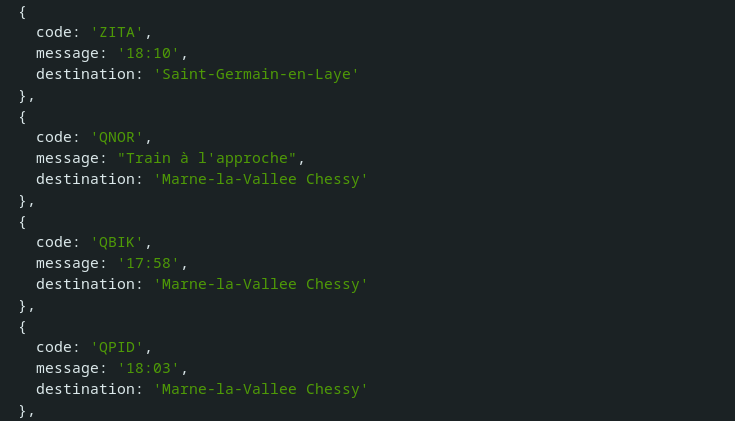 {
code: 'ZITA',
message: '18:10',
destination: 'Saint-Germain-en-Laye'
},
{
code: 'QNOR',
message: "Train à l'approche",
destination: 'Marne-la-Vallee Chessy'
},
{
code: 'QBIK',
message: '17:58',
destination: 'Marne-la-Vallee Chessy'
},
{
code: 'QPID',
message: '18:03',
destination: 'Marne-la-Vallee Chessy'
},